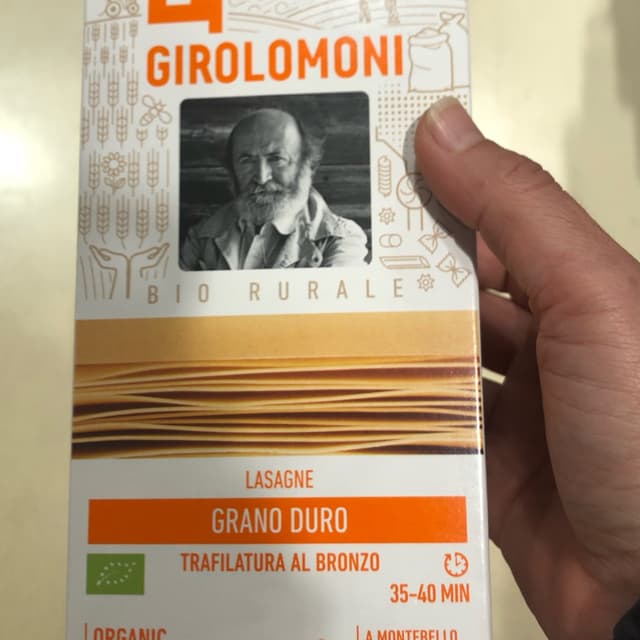 GIROLOMONI
BIO RURALE
LASAGNE
GRANO DURO
TRAFILATURA AL BRONZO
35-40 MIN
ORGANIC
A MONTEBELLO